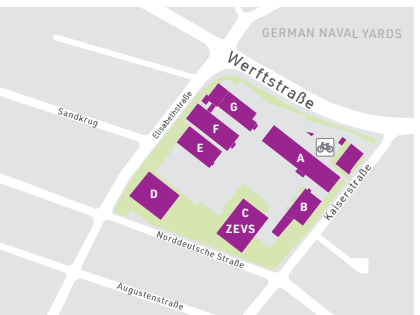 GERMAN NAVAL YARDS
Werftstraße
Elisabethstraße
Sandkrug
G
F
E
A
D
B
C
ZEVS
Kaiserstraße
Norddeutsche Straße
Augustenstraße